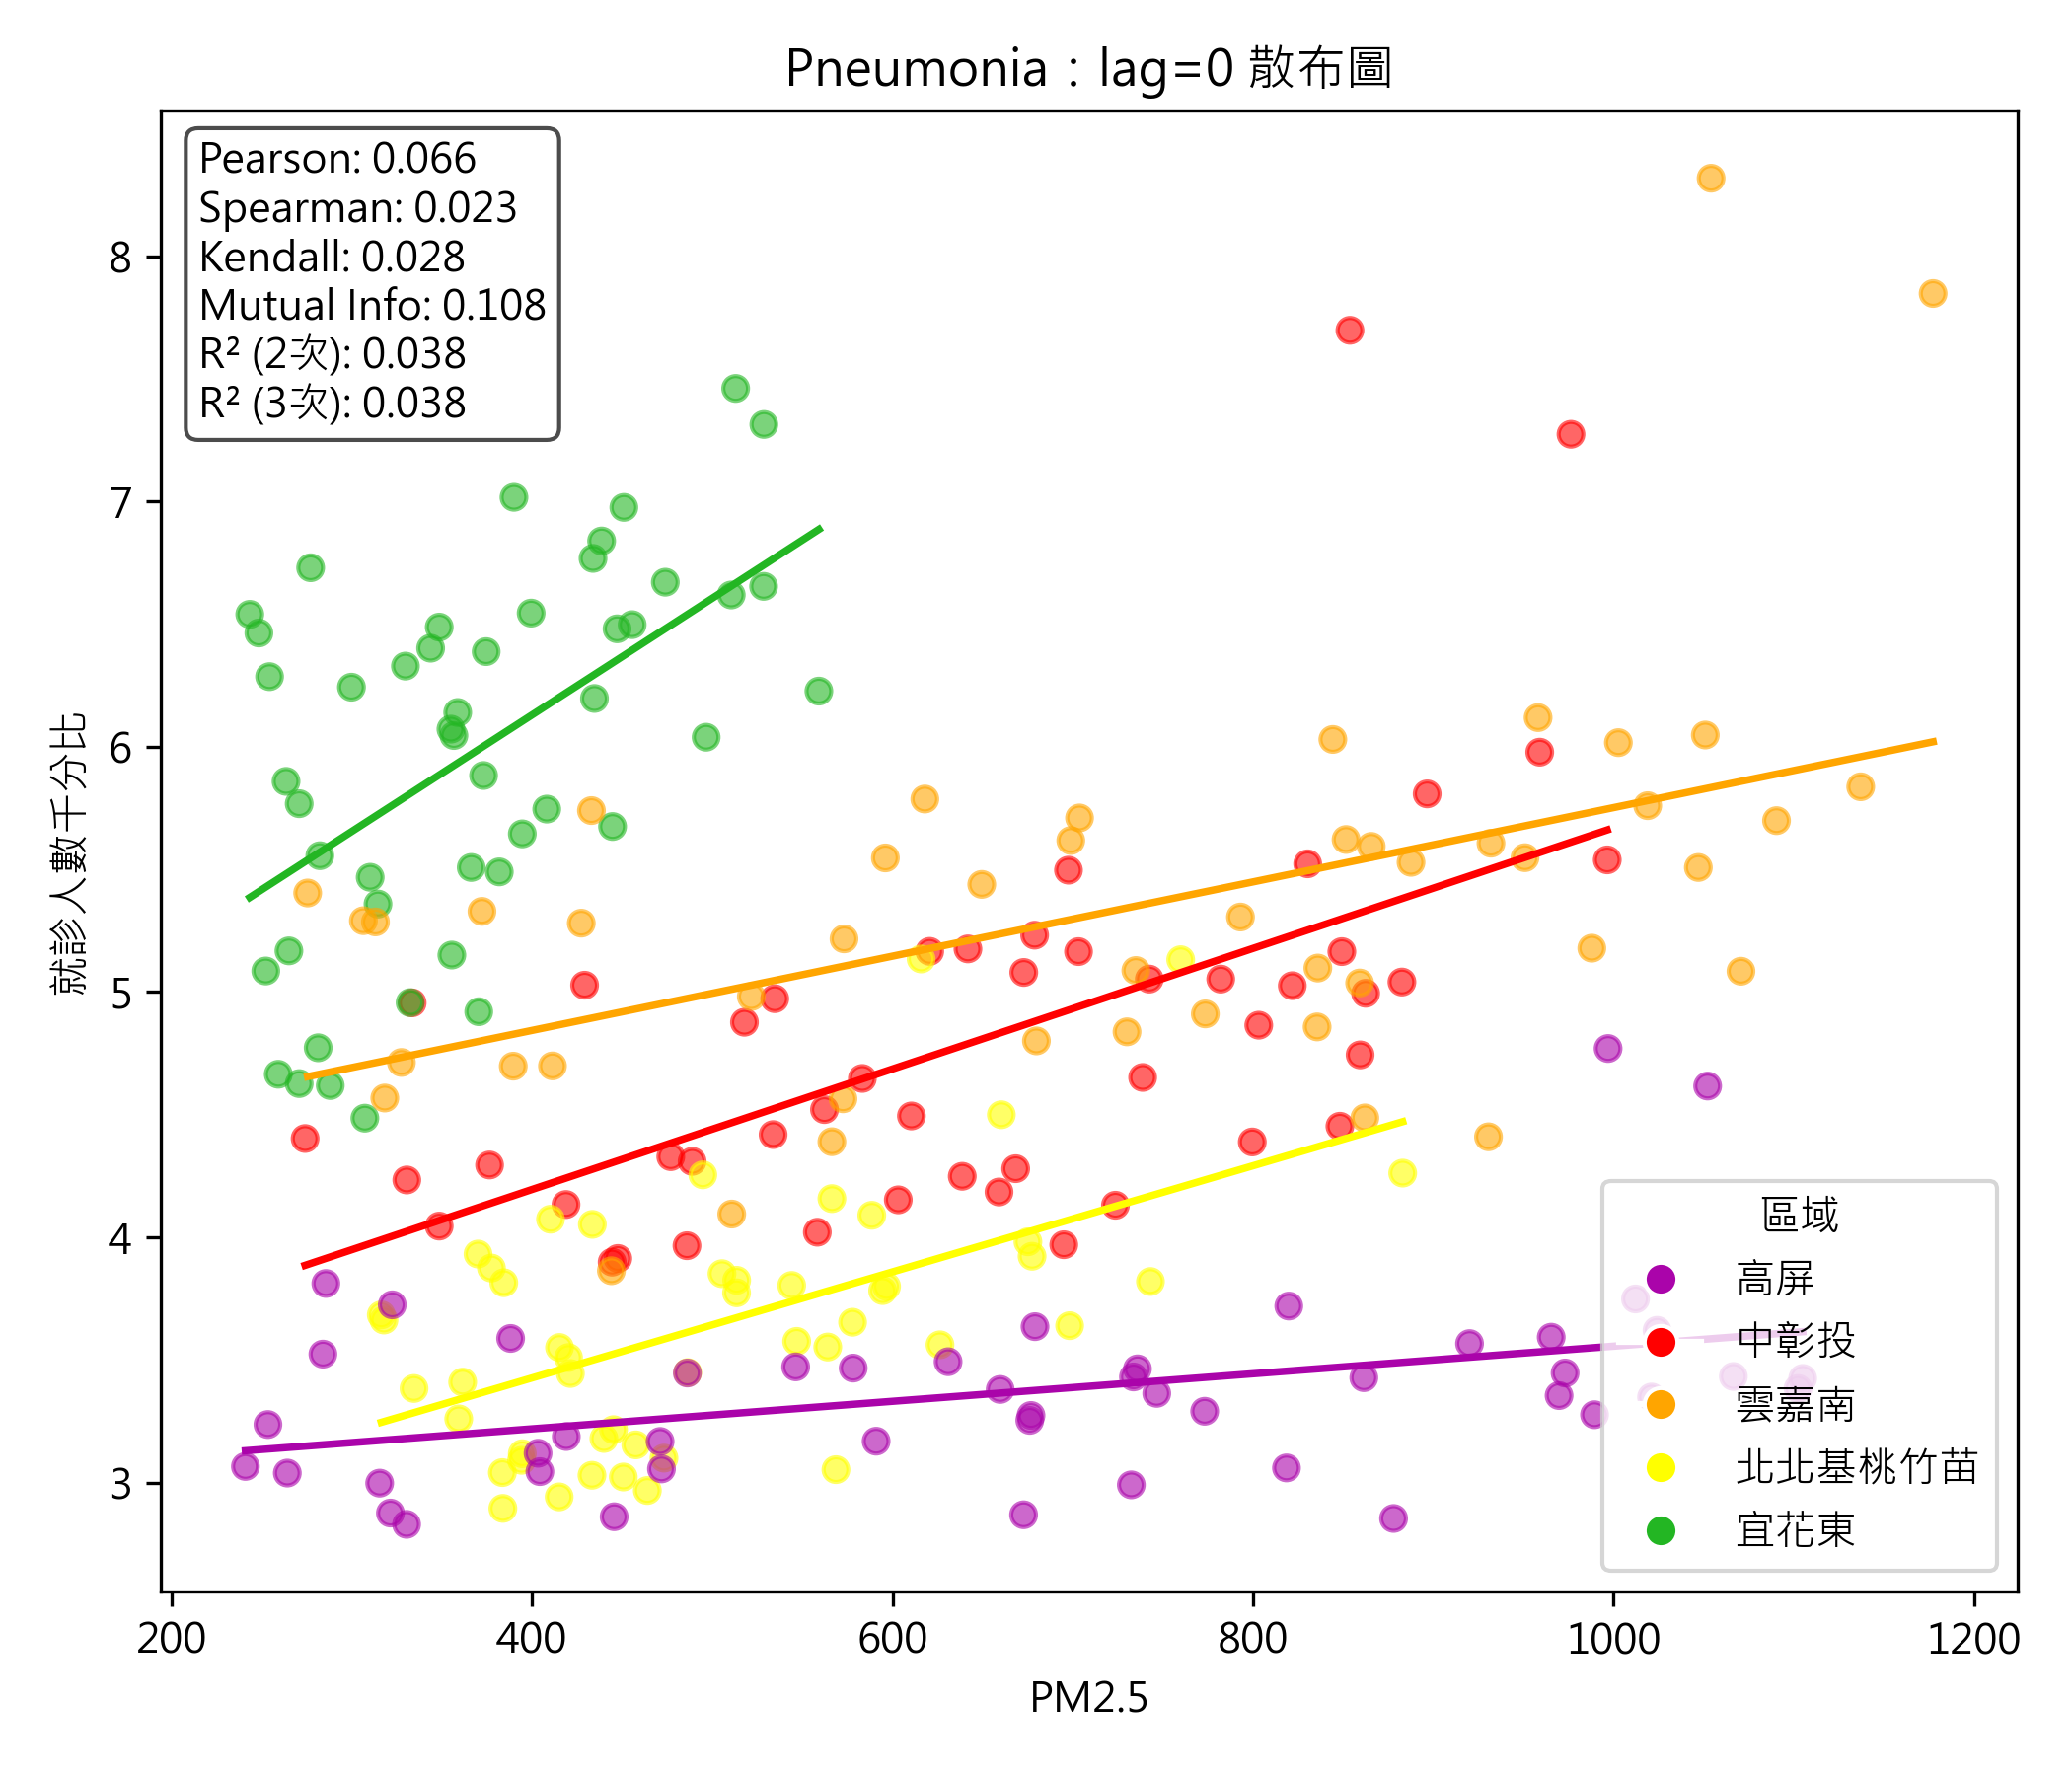 Pneumonia：lag=0 散布圖
Pearson: 0.066
Spearman: 0.023
Kendall: 0.028
Mutual Info: 0.108
R² (2次): 0.038
R² (3次): 0.038
就診人數千分比
8
7
6
5
4
3
區域
高屏
中彰投
雲嘉南
北北基桃竹苗
宜花東
200 400 600 800 1000 1200
PM2.5